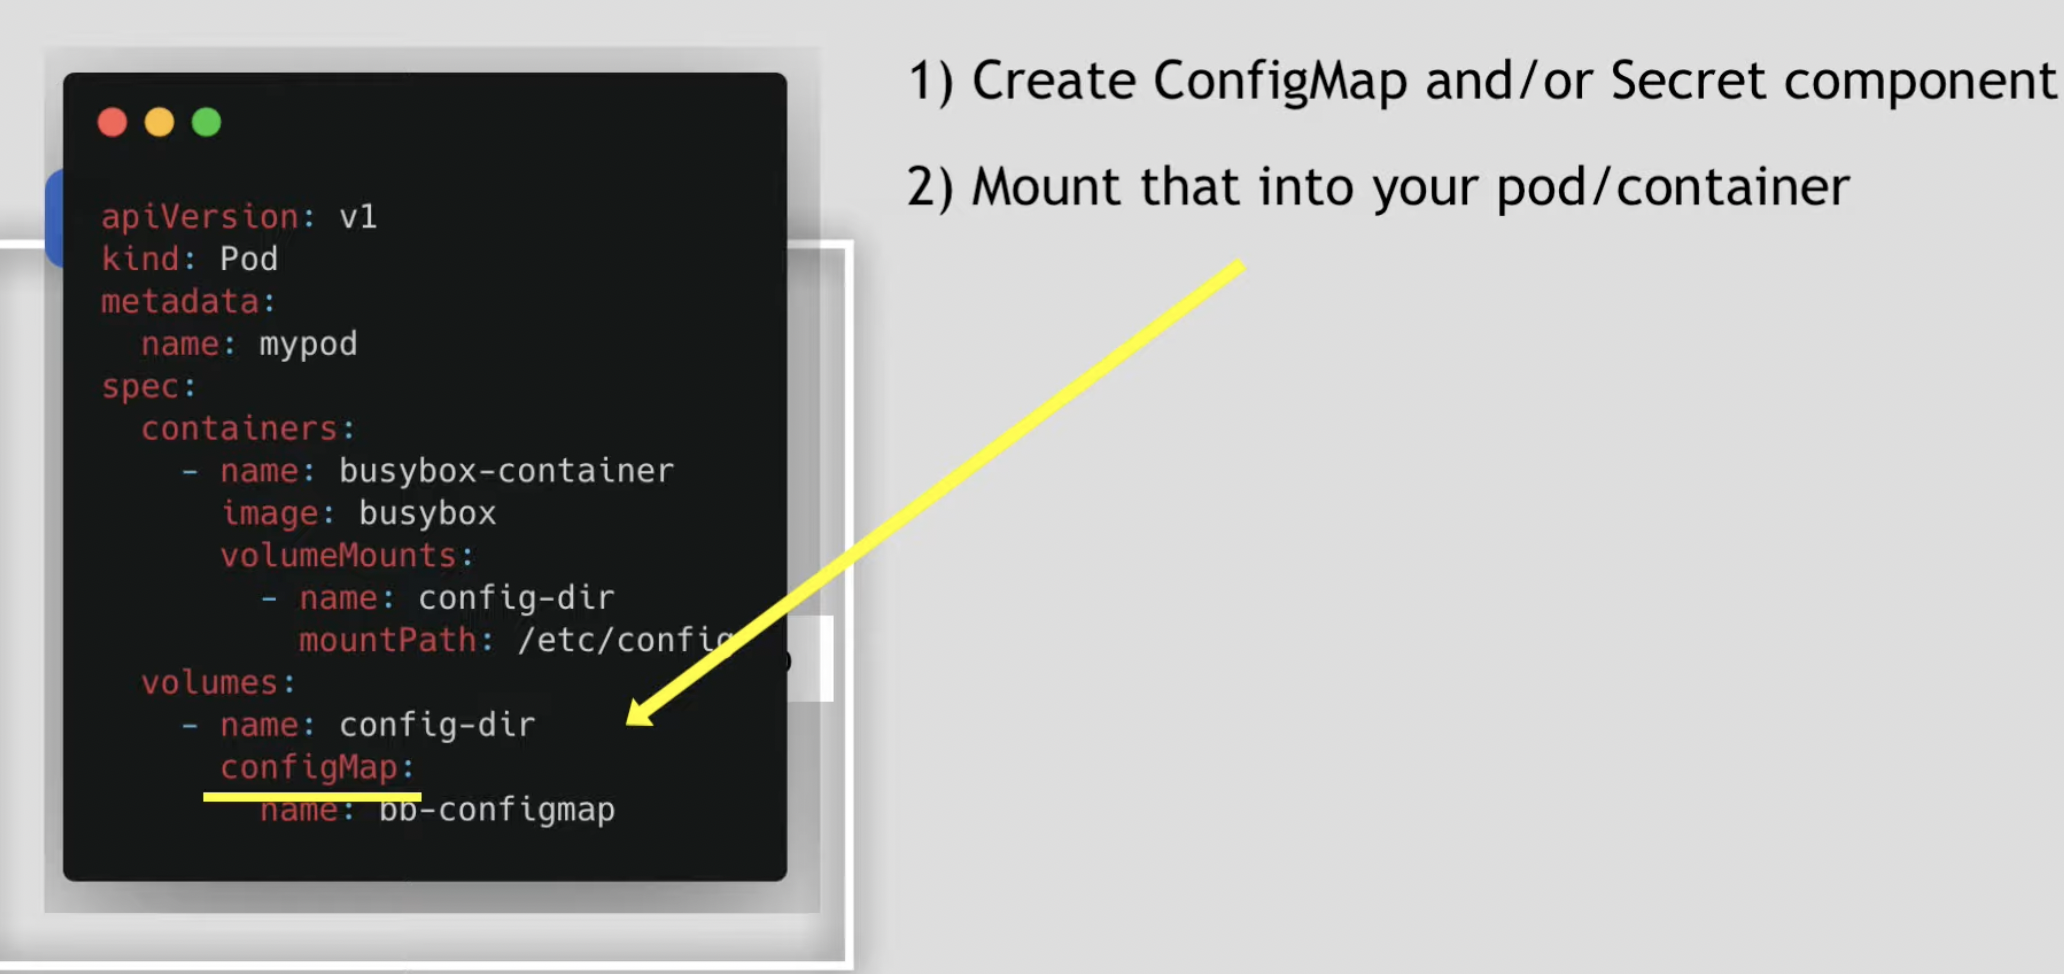 apiVersion: v1
kind: Pod
metadata:
  name: mypod
spec:
  containers:
    - name: busybox-container
      image: busybox
      volumeMounts:
        - name: config-dir
          mountPath: /etc/config
  volumes:
    - name: config-dir
      configMap:
        name: bb-configmap
1) Create ConfigMap and/or Secret component
2) Mount that into your pod/container